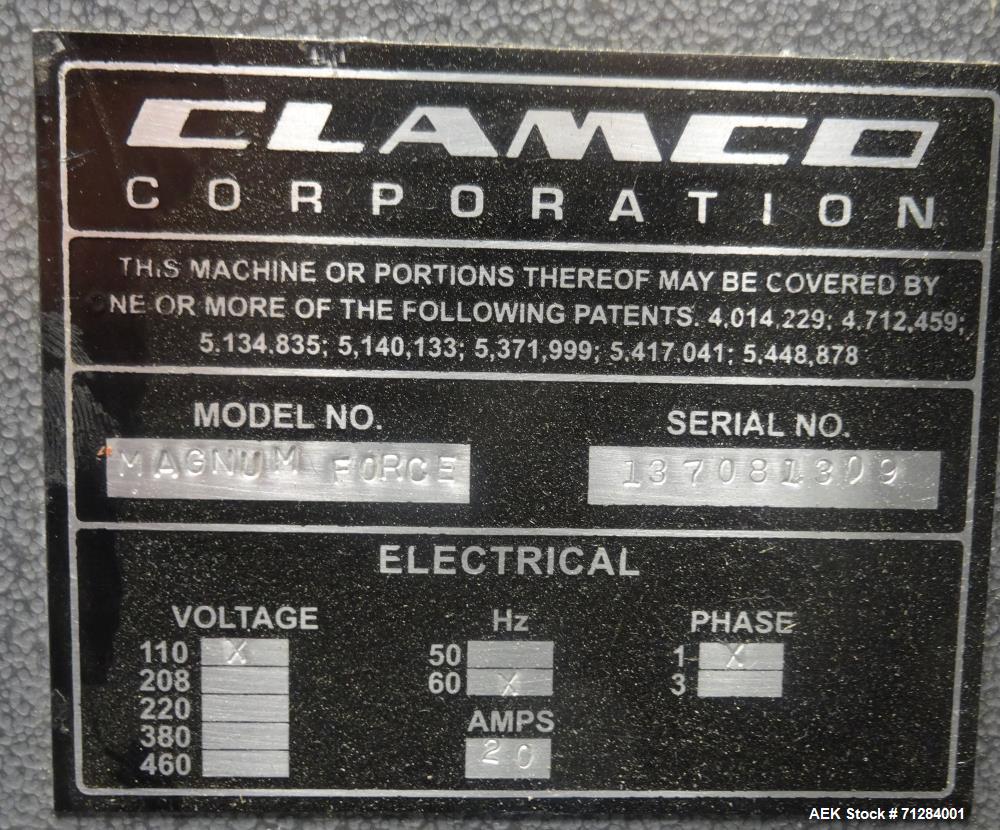 CLAMCO
CORPORATION
THIS MACHINE OR PORTIONS THEREOF MAY BE COVERED BY
ONE OR MORE OF THE FOLLOWING PATENTS. 4,014,229; 4,712,459;
5,134,835; 5,140,133; 5,371,999; 5,417,041; 5,448,878
MODEL NO. SERIAL NO.
MAGNUM FORCE 137081309
ELECTRICAL
VOLTAGE Hz PHASE
110 X 50 1 X
208 60 X 3
220 AMPS
380 20
460
AEK Stock # 71284001